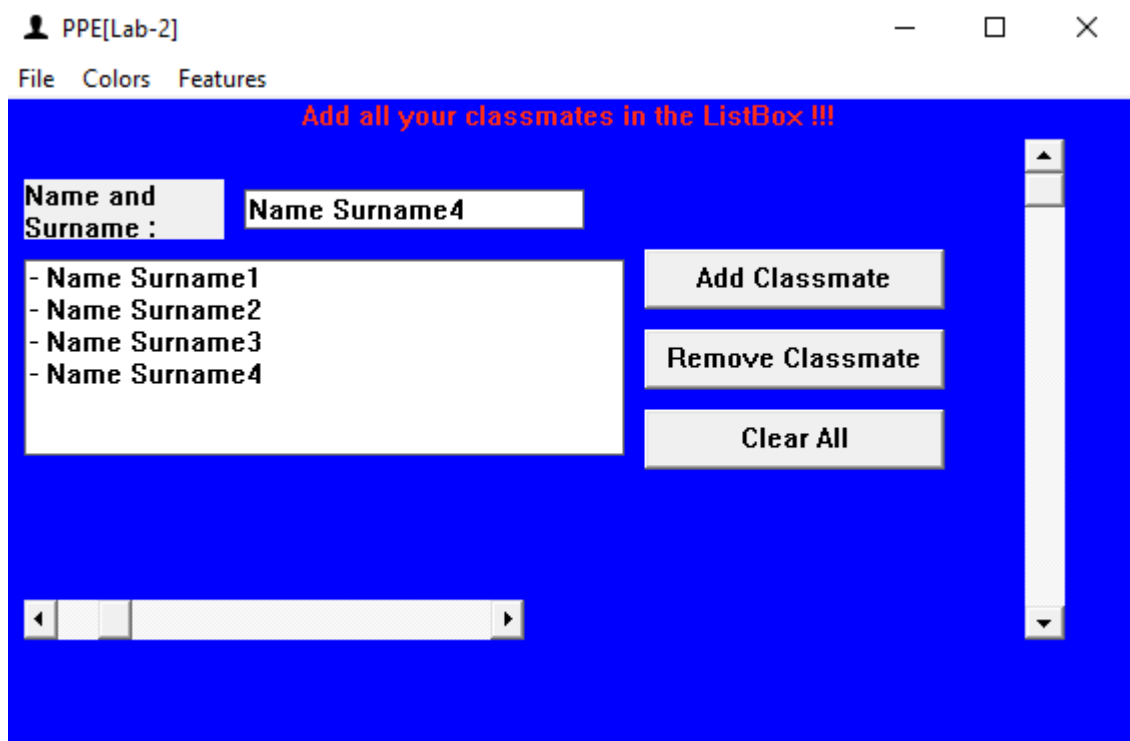 PPE[Lab-2]
File Colors Features
Add all your classmates in the ListBox !!!
Name and
Surname :
Name Surname4
- Name Surname1
- Name Surname2
- Name Surname3
- Name Surname4
Add Classmate
Remove Classmate
Clear All